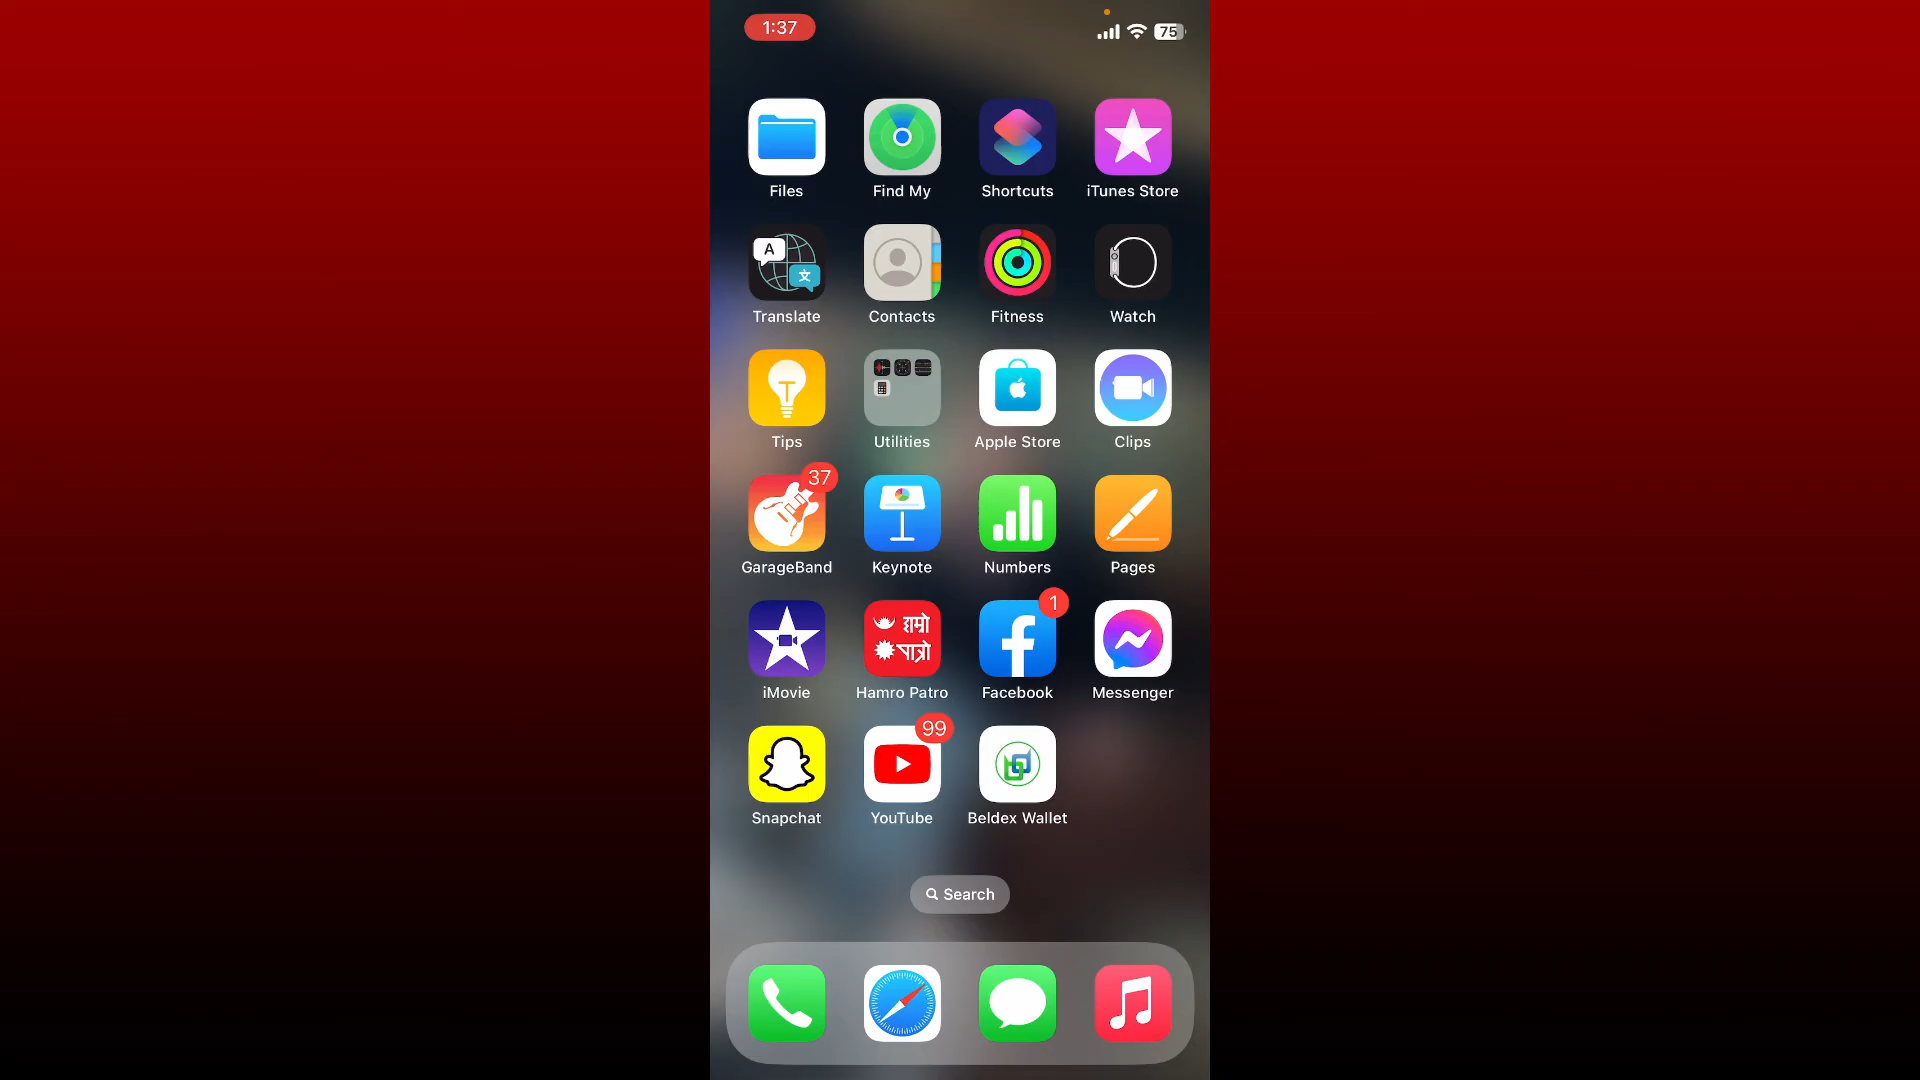 1:37
75
Files Find My Shortcuts iTunes Store
A
文
Translate Contacts Fitness Watch
Tips Utilities Apple Store Clips
37
GarageBand Keynote Numbers Pages
1
हाम्रो
पात्रो
iMovie Hamro Patro Facebook Messenger
99
Snapchat YouTube Beldex Wallet
Search